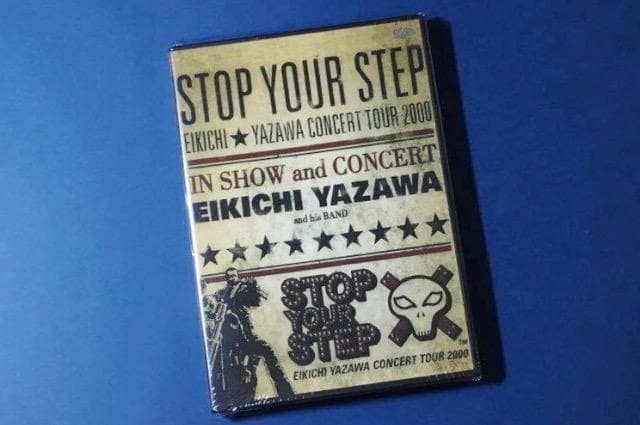 STOP YOUR STEP
EIKICHI★YAZAWA CONCERT TOUR 2000
IN SHOW and CONCERT
EIKICHI YAZAWA
and his BAND
STOP
YOUR
STEP
TM
EIKICHI YAZAWA CONCERT TOUR 2000